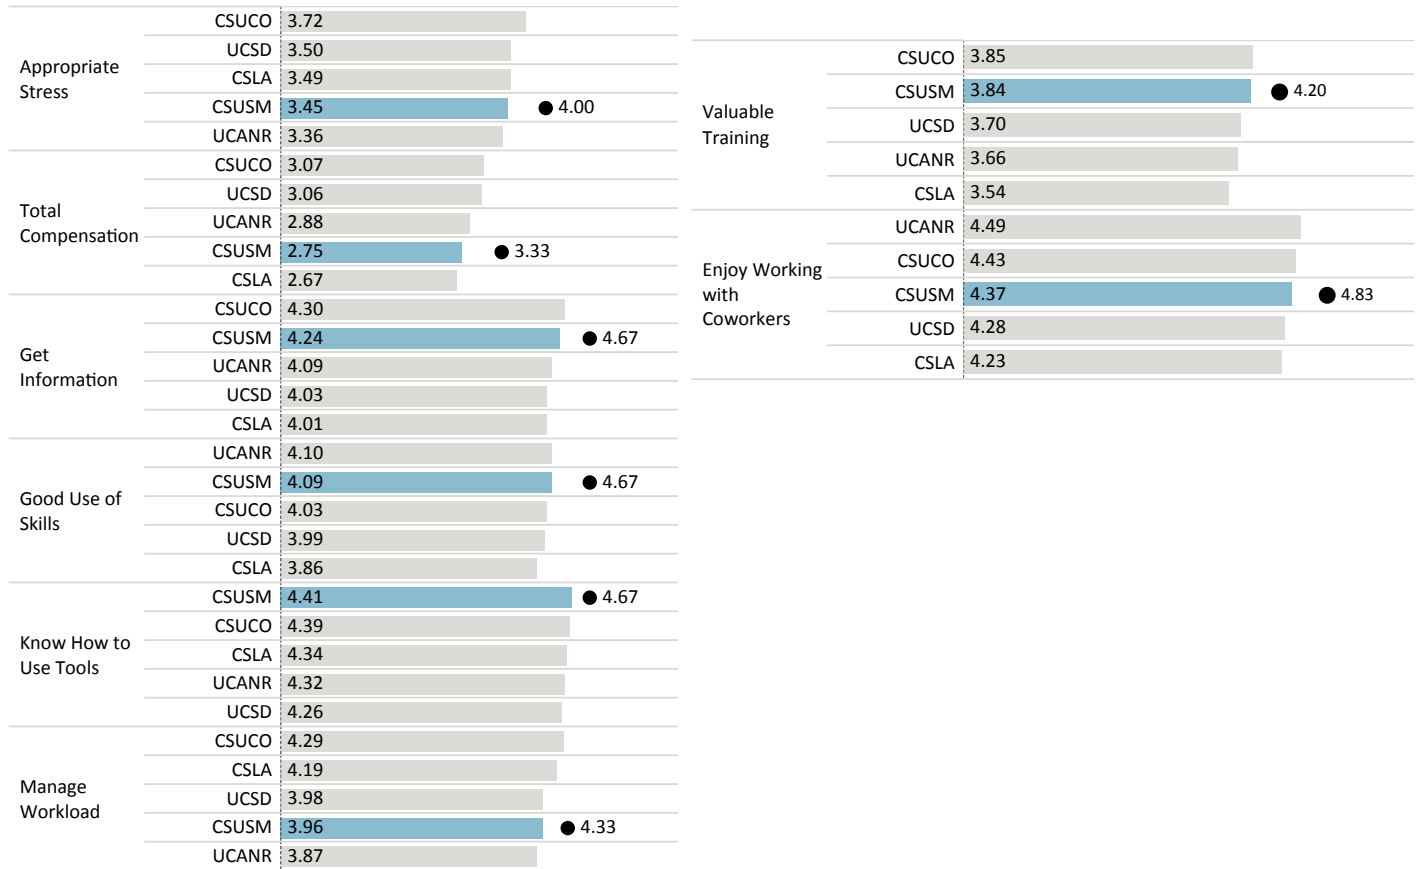 CSUCO 3.72
UCSD 3.50
Appropriate
Stress
CSLA 3.49
CSUSM 3.45 4.00
UCANR 3.36
CSUCO 3.07
UCSD 3.06
Total
Compensation
UCANR 2.88
CSUSM 2.75 3.33
CSLA 2.67
CSUCO 4.30
CSUSM 4.24 4.67
Get
Information
UCANR 4.09
UCSD 4.03
CSLA 4.01
UCANR 4.10
CSUSM 4.09 4.67
Good Use of
Skills
CSUCO 4.03
UCSD 3.99
CSLA 3.86
CSUSM 4.41 4.67
CSUCO 4.39
Know How to
Use Tools
CSLA 4.34
UCANR 4.32
UCSD 4.26
CSUCO 4.29
CSLA 4.19
Manage
Workload
UCSD 3.98
CSUSM 3.96 4.33
UCANR 3.87
CSUCO 3.85
CSUSM 3.84 4.20
Valuable
Training
UCSD 3.70
UCANR 3.66
CSLA 3.54
UCANR 4.49
CSUCO 4.43
Enjoy Working
with
Coworkers
CSUSM 4.37 4.83
UCSD 4.28
CSLA 4.23